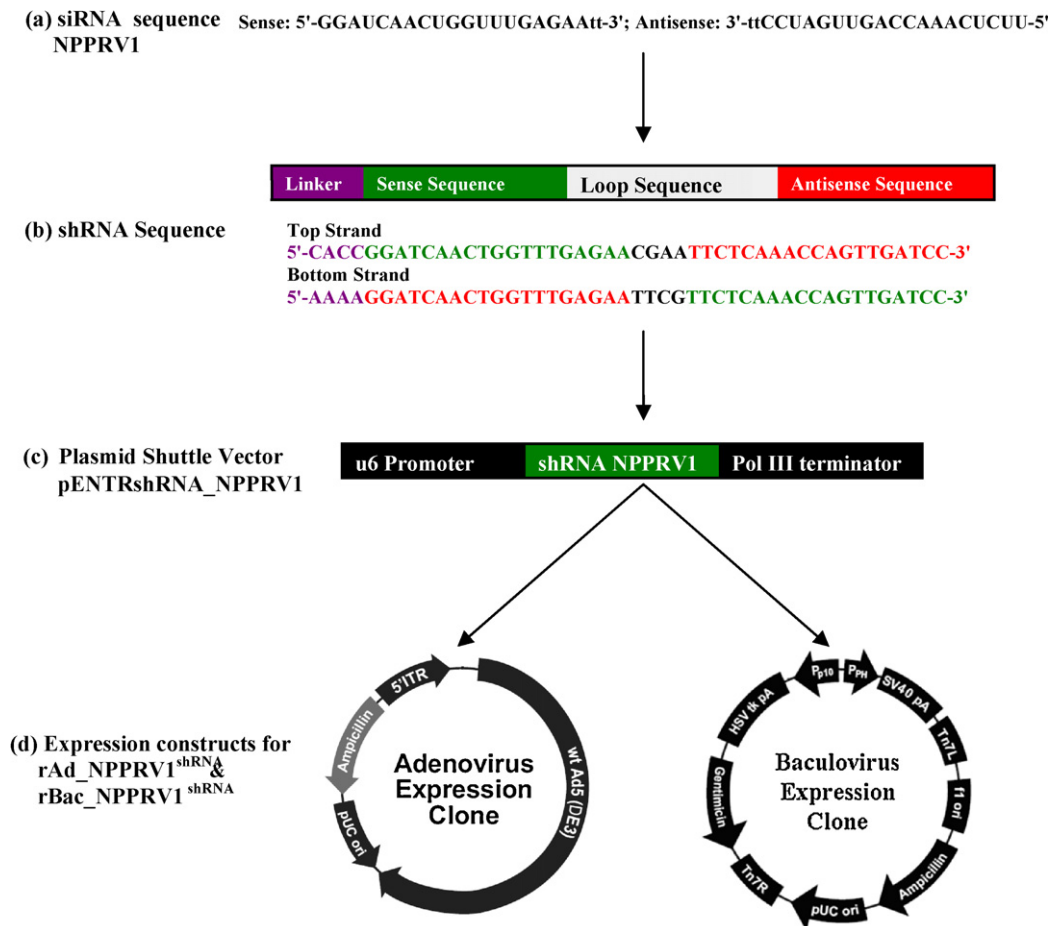 (a) siRNA sequence NPPRV1
Sense: 5'-GGAUCAACUGGUUUGAGAAtt-3'; Antisense: 3'-ttCCUAGUUGACCAAACUCUU-5'
Linker
Sense Sequence
Loop Sequence
Antisense Sequence
(b) shRNA Sequence
Top Strand
5'-CACCGGATCAACTGGTTTGAGAACGAATTCTCAAACCAGTTGATCC-3'
Bottom Strand
5'-AAAAGGATCAACTGGTTTGAGAATTCGTTCTCAAACCAGTTGATCC-3'
(c) Plasmid Shuttle Vector
pENTRshRNA_NPPRV1
u6 Promoter
shRNA NPPRV1
Pol III terminator
(d) Expression constructs for
rAd_NPPRV1shRNA &
rBac_NPPRV1 shRNA
5'ITR
Ampicillin
pUC ori
wt Ad5 (DE3)
Adenovirus
Expression
Clone
Pp10
PPH
SV40 pA
Tn7L
f1 ori
Ampicillin
pUC ori
Tn7R
Gentimicin
HSV tk pA
Baculovirus
Expression
Clone